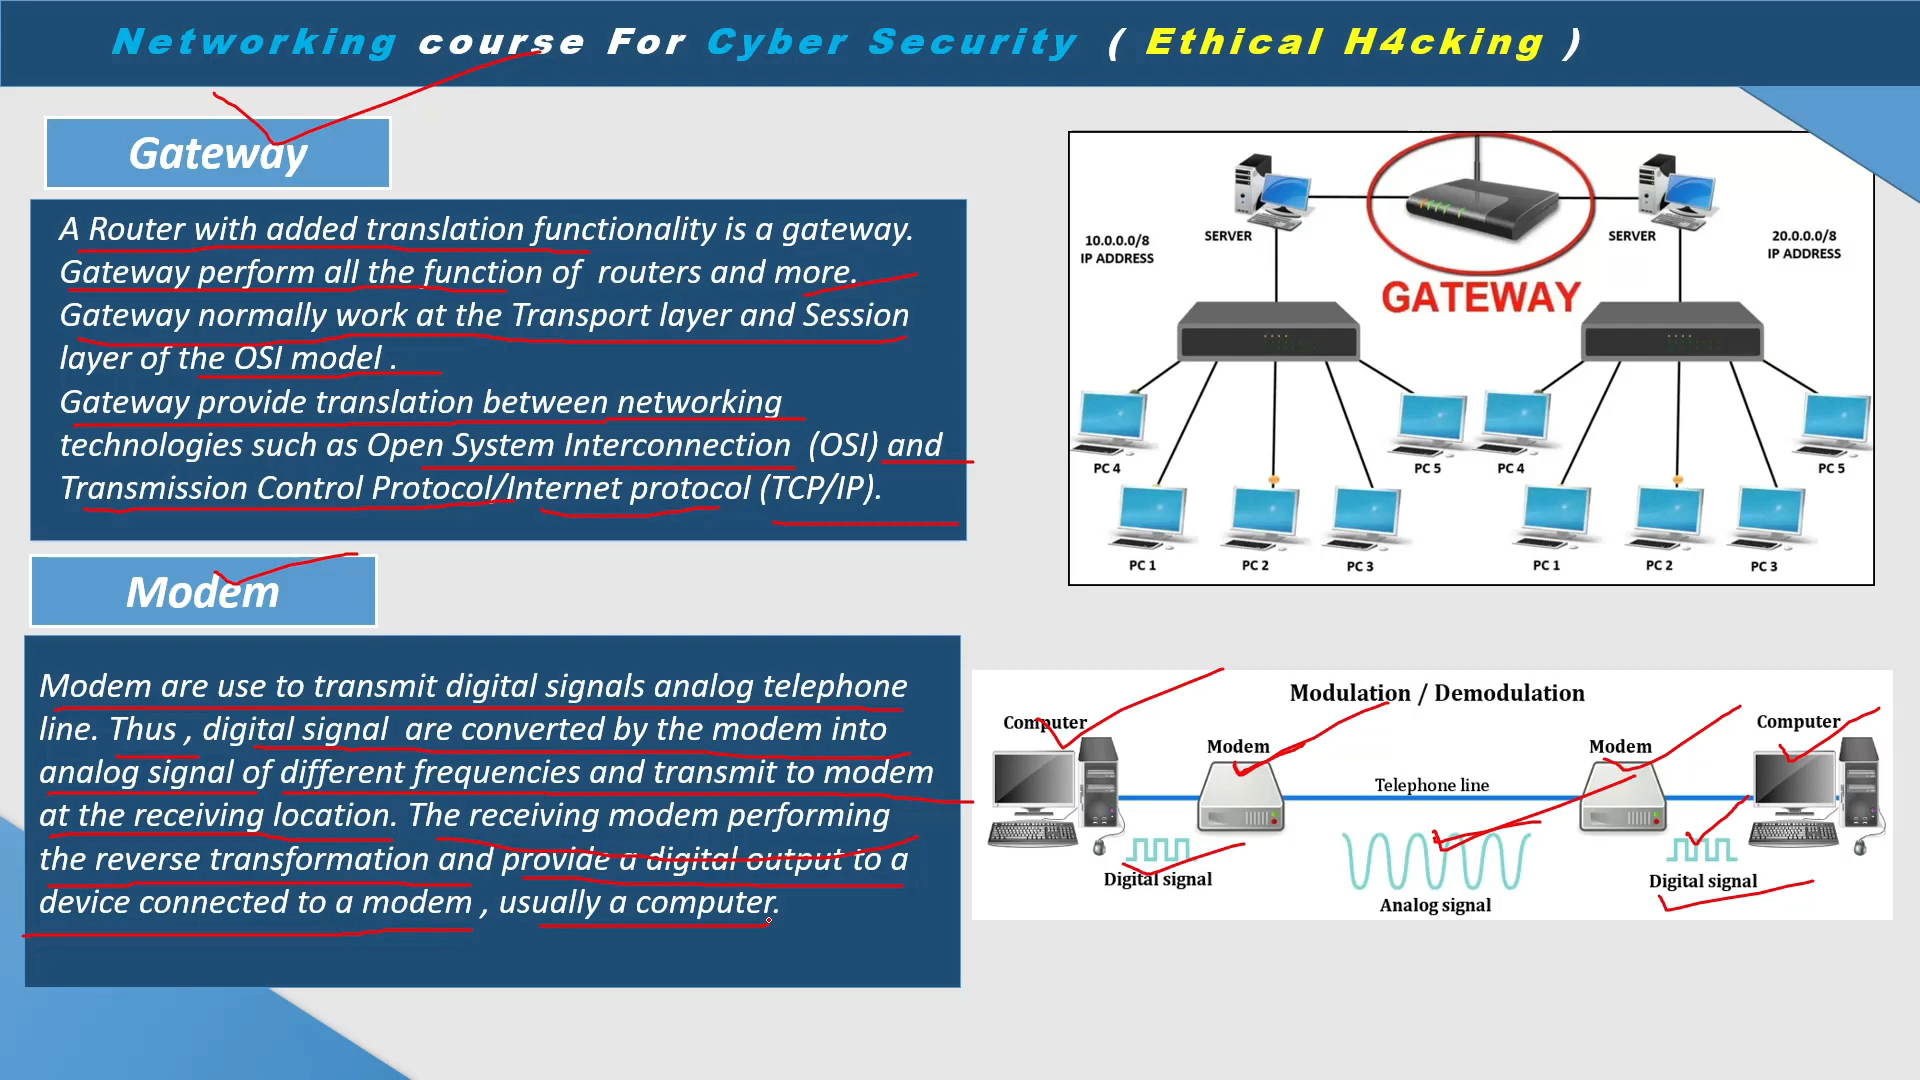 Networking course For Cyber Security ( Ethical H4cking )
Gateway
A Router with added translation functionality is a gateway.
Gateway perform all the function of routers and more.
Gateway normally work at the Transport layer and Session
layer of the OSI model .
Gateway provide translation between networking
technologies such as Open System Interconnection (OSI) and
Transmission Control Protocol/Internet protocol (TCP/IP).
SERVER
SERVER
10.0.0.0/8
IP ADDRESS
20.0.0.0/8
IP ADDRESS
GATEWAY
PC 4
PC 5
PC 4
PC 5
PC 1
PC 2
PC 3
PC 1
PC 2
PC 3
Modem
Modem are use to transmit digital signals analog telephone
line. Thus , digital signal are converted by the modem into
analog signal of different frequencies and transmit to modem
at the receiving location. The receiving modem performing
the reverse transformation and provide a digital output to a
device connected to a modem , usually a computer.
Modulation / Demodulation
Computer
Modem
Modem
Computer
Telephone line
Digital signal
Analog signal
Digital signal